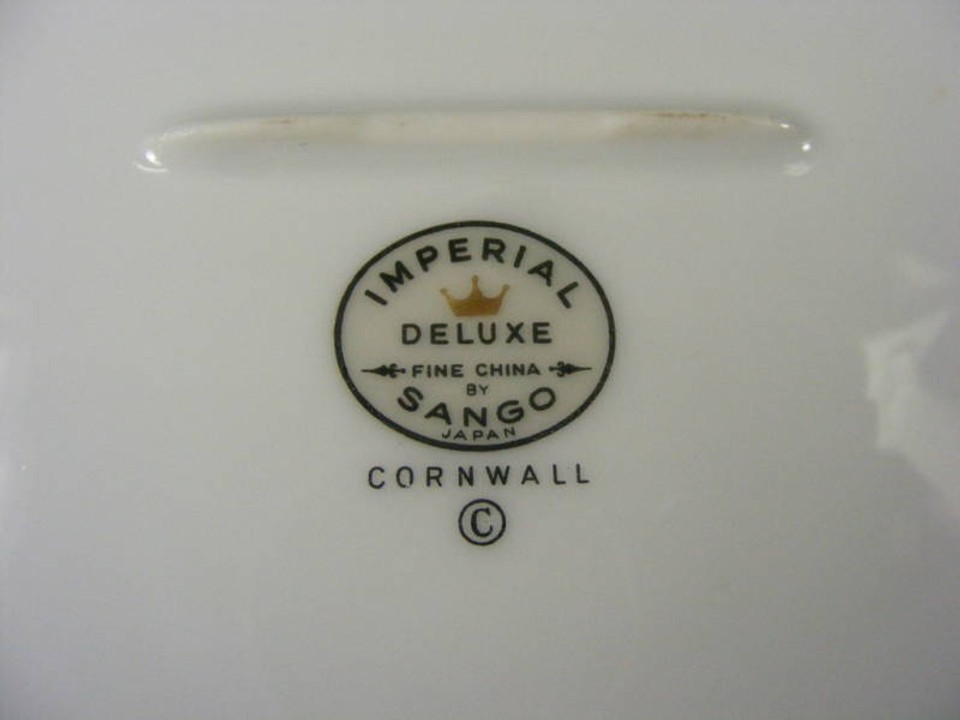 IMPERIAL
DELUXE
FINE CHINA
BY
SANGO
JAPAN
CORNWALL
©